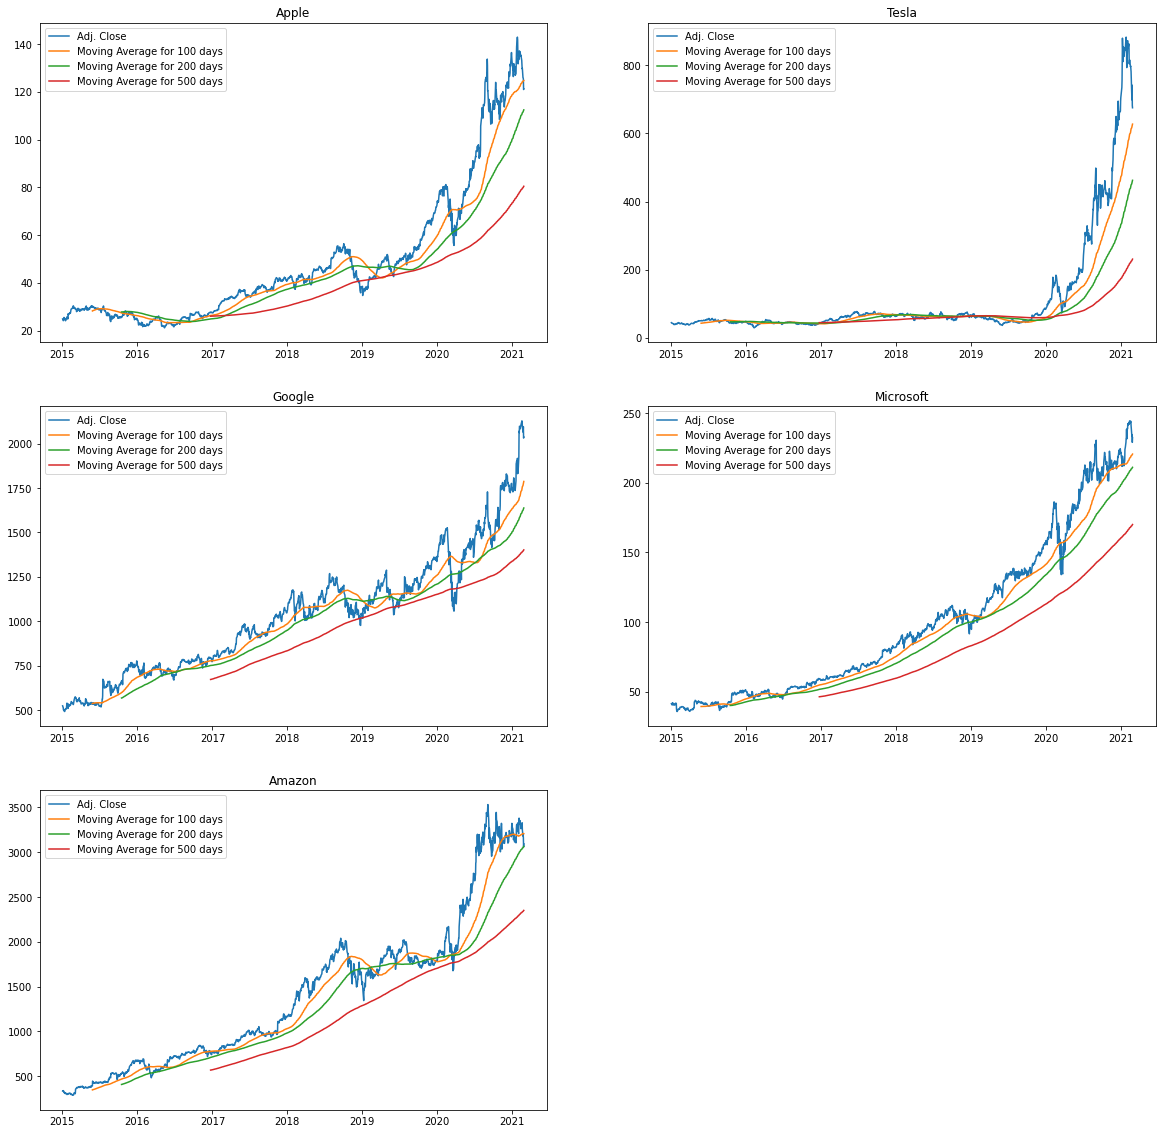 Apple
Adj. Close
Moving Average for 100 days
Moving Average for 200 days
Moving Average for 500 days
140
120
100
80
60
40
20
2015 2016 2017 2018 2019 2020 2021
Tesla
Adj. Close
Moving Average for 100 days
Moving Average for 200 days
Moving Average for 500 days
800
600
400
200
0
2015 2016 2017 2018 2019 2020 2021
Google
Adj. Close
Moving Average for 100 days
Moving Average for 200 days
Moving Average for 500 days
2000
1750
1500
1250
1000
750
500
2015 2016 2017 2018 2019 2020 2021
Microsoft
Adj. Close
Moving Average for 100 days
Moving Average for 200 days
Moving Average for 500 days
250
200
150
100
50
2015 2016 2017 2018 2019 2020 2021
Amazon
Adj. Close
Moving Average for 100 days
Moving Average for 200 days
Moving Average for 500 days
3500
3000
2500
2000
1500
1000
500
2015 2016 2017 2018 2019 2020 2021